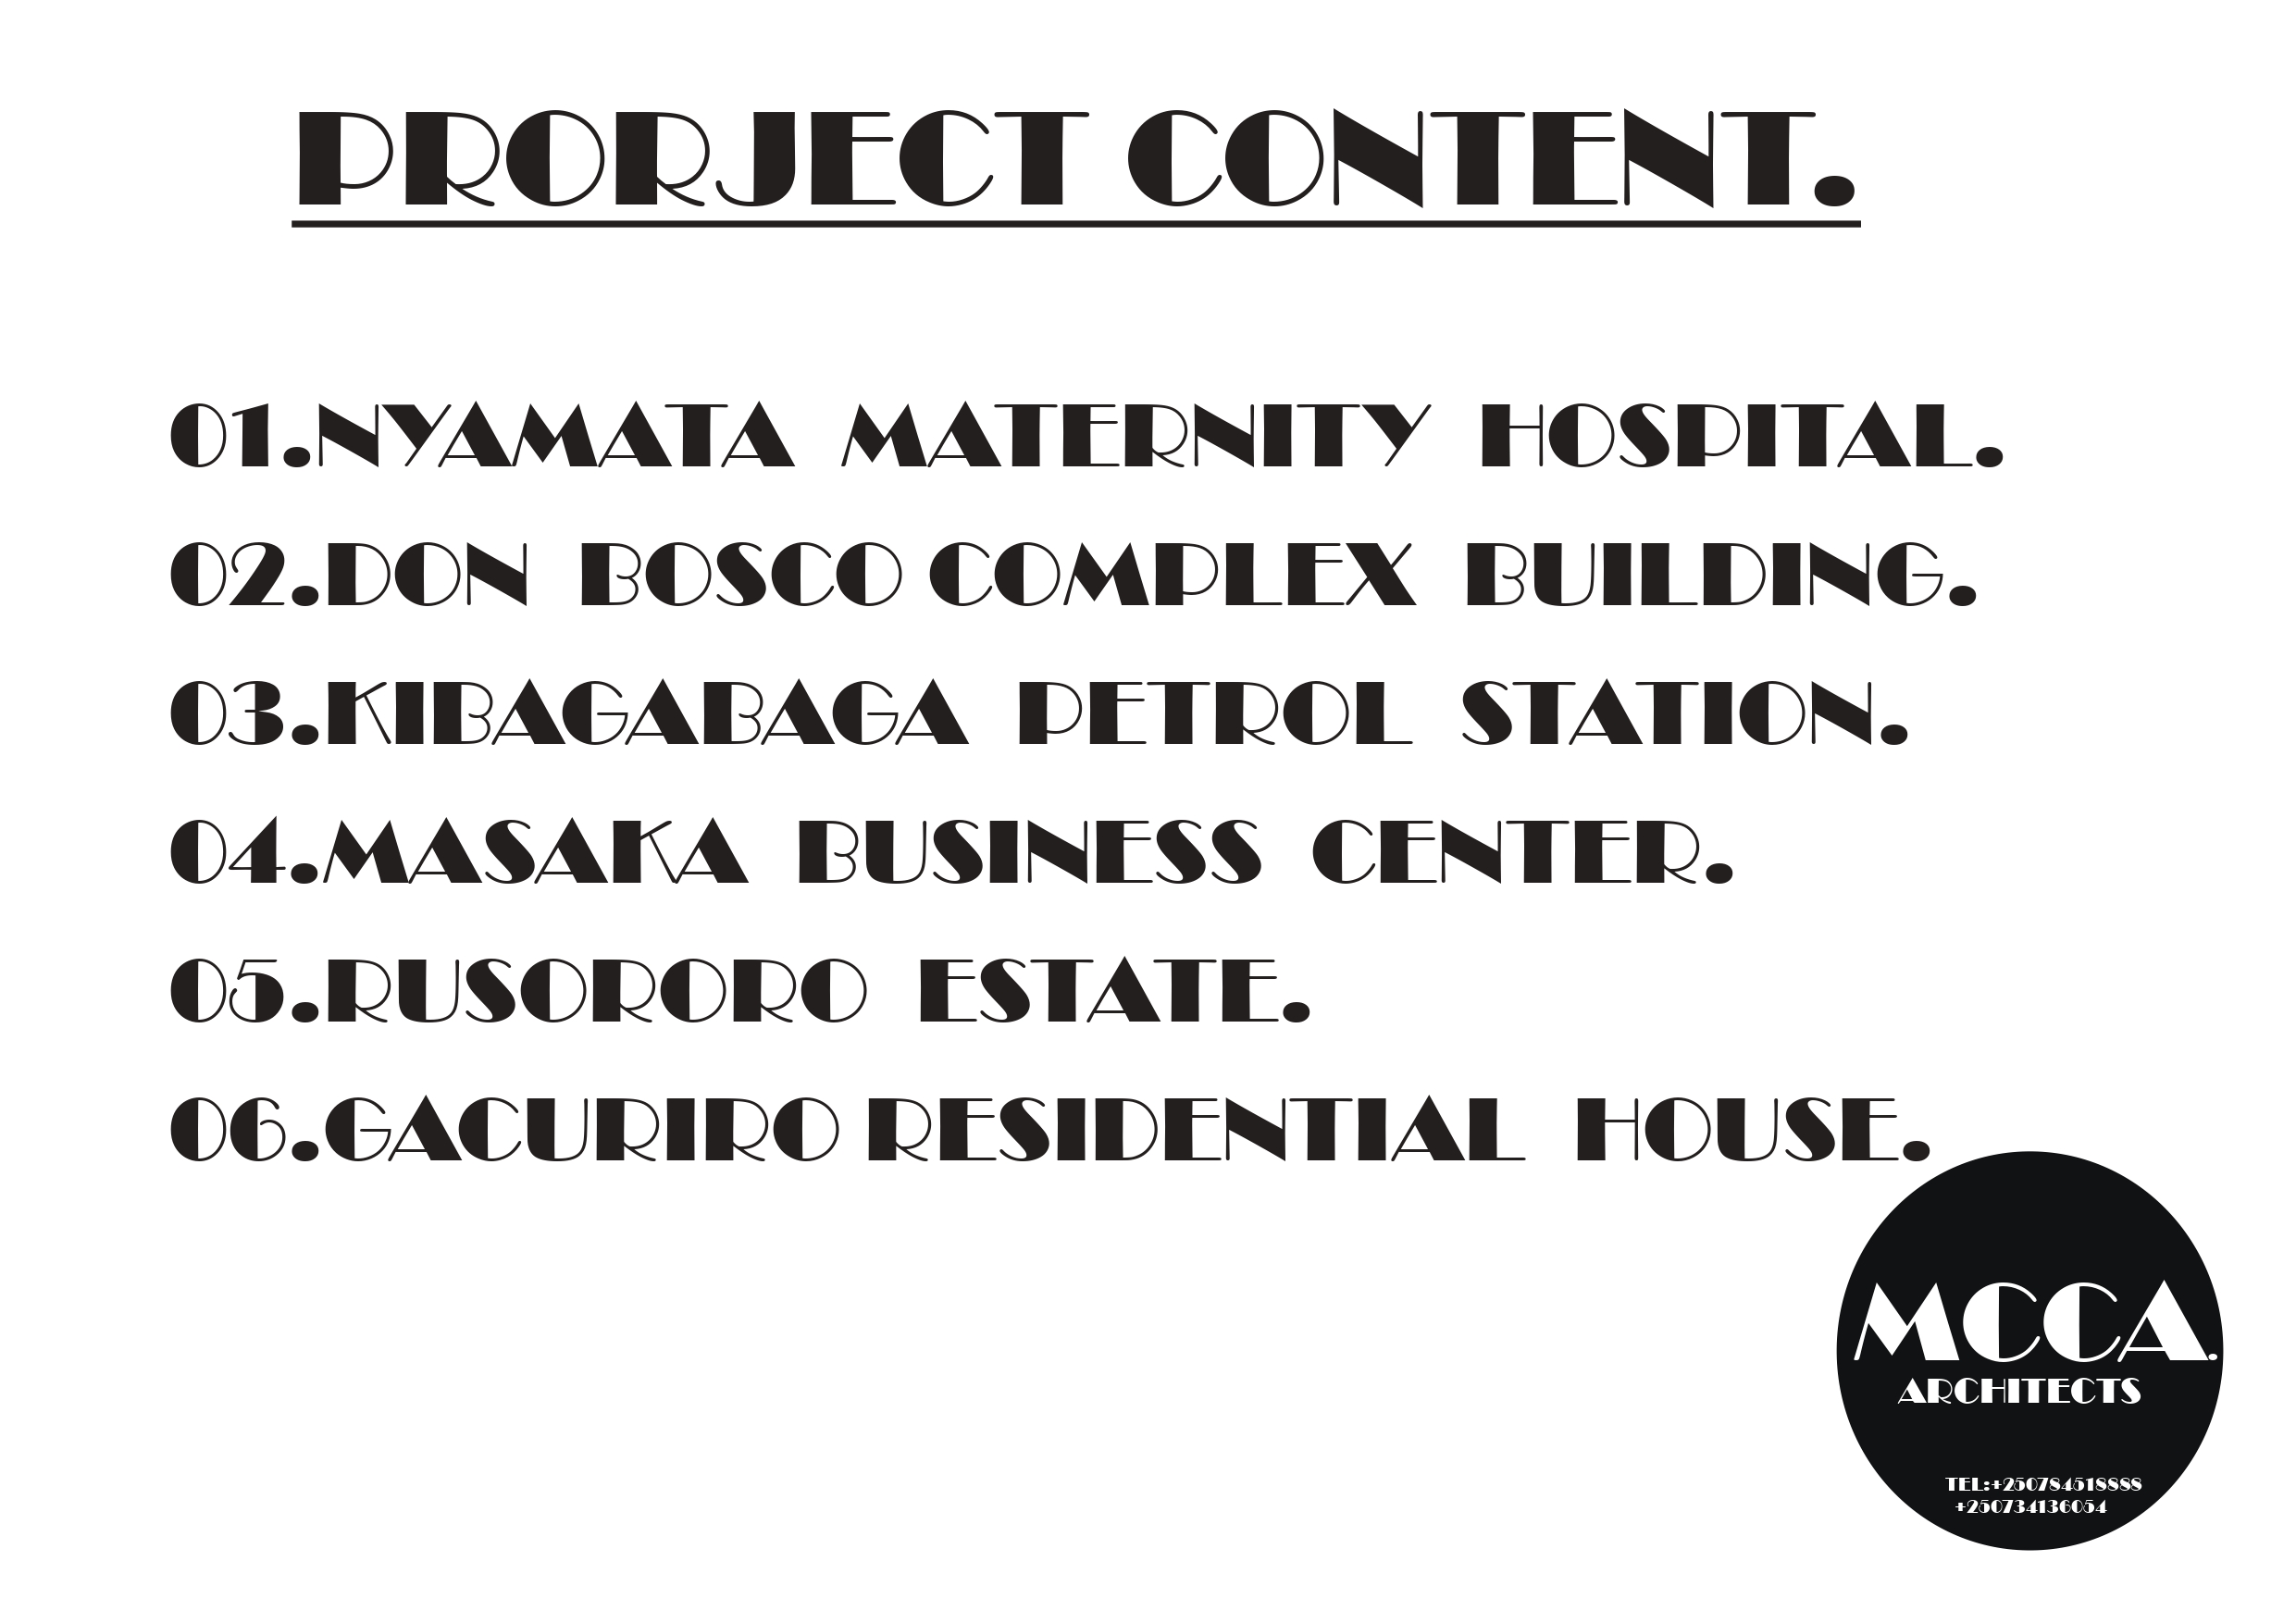 PRORJECT CONTENT.
01.NYAMATA MATERNITY HOSPITAL.
02.DON BOSCO COMPLEX BUILDING.
03.KIBAGABAGA PETROL STATION.
04.MASAKA BUSINESS CENTER.
05.RUSORORO ESTATE.
06.GACURIRO RESIDENTIAL HOUSE.
MCCA.
ARCHITECTS
TEL:+250784518888
+250734136054